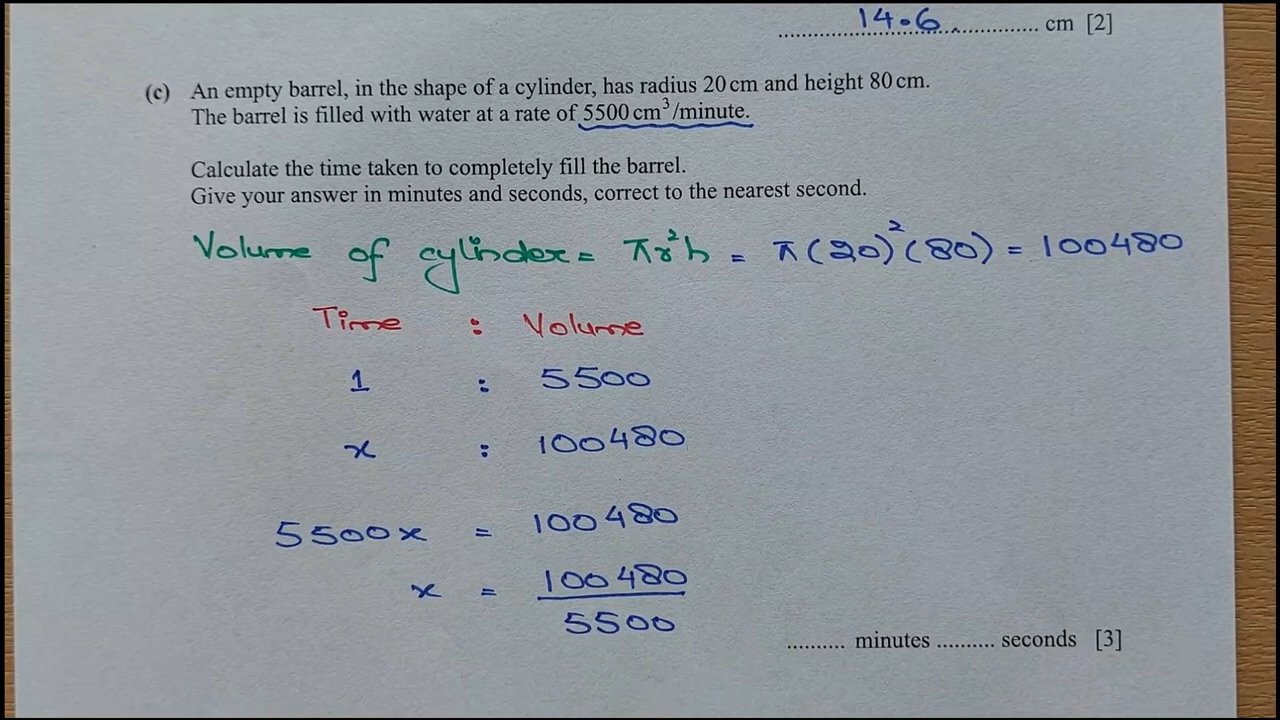 14.6 cm [2]
(c) An empty barrel, in the shape of a cylinder, has radius 20 cm and height 80 cm.
The barrel is filled with water at a rate of 5500 cm³/minute.
Calculate the time taken to completely fill the barrel.
Give your answer in minutes and seconds, correct to the nearest second.
Volume of cylinder = πr²h = π(20)²(80) = 100480
Time : Volume
1 : 5500
x : 100480
5500x = 100480
x = 100480
5500
.......... minutes .......... seconds [3]